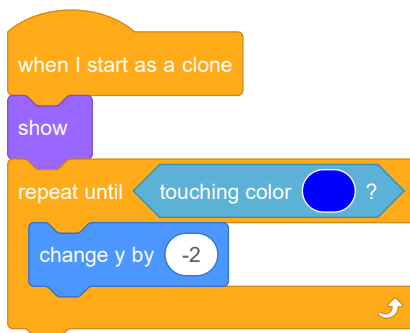 when I start as a clone
show
repeat until touching color ?
change y by -2